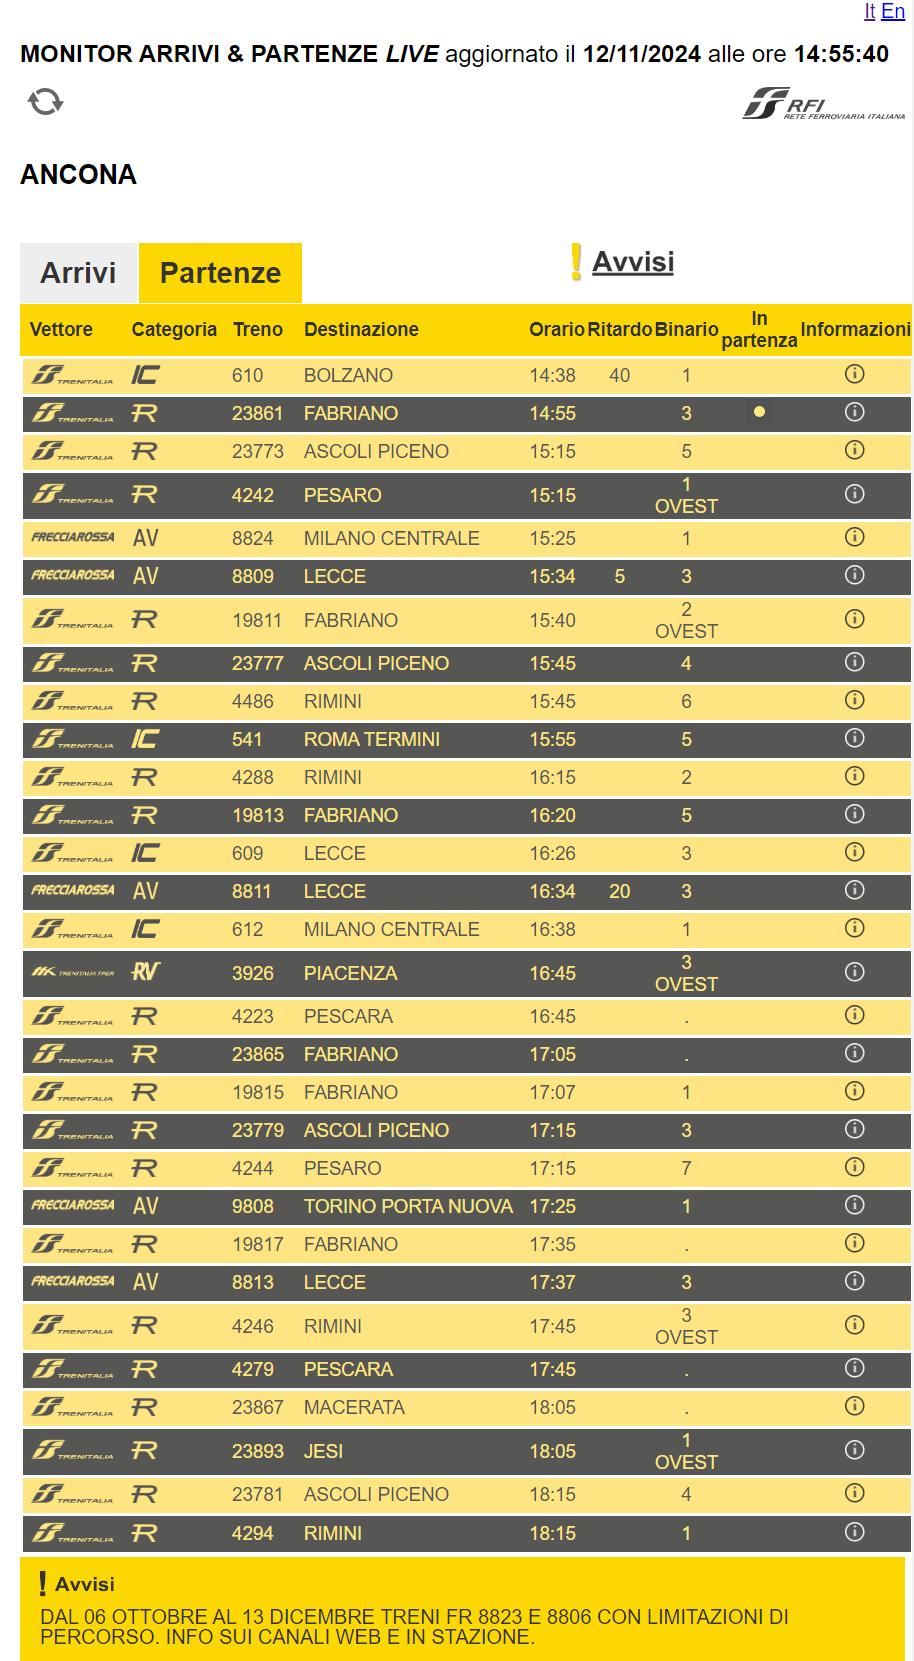 It En
MONITOR ARRIVI & PARTENZE LIVE aggiornato il 12/11/2024 alle ore 14:55:40
RFI
RETE FERROVIARIA ITALIANA
ANCONA
Arrivi Partenze Avvisi
Vettore Categoria Treno Destinazione Orario Ritardo Binario In partenza Informazioni
TRENITALIA IC 610 BOLZANO 14:38 40 1
TRENITALIA R 23861 FABRIANO 14:55 3
TRENITALIA R 23773 ASCOLI PICENO 15:15 5
TRENITALIA R 4242 PESARO 15:15 1 OVEST
FRECCIAROSSA AV 8824 MILANO CENTRALE 15:25 1
FRECCIAROSSA AV 8809 LECCE 15:34 5 3
TRENITALIA R 19811 FABRIANO 15:40 2 OVEST
TRENITALIA R 23777 ASCOLI PICENO 15:45 4
TRENITALIA R 4486 RIMINI 15:45 6
TRENITALIA IC 541 ROMA TERMINI 15:55 5
TRENITALIA R 4288 RIMINI 16:15 2
TRENITALIA R 19813 FABRIANO 16:20 5
TRENITALIA IC 609 LECCE 16:26 3
FRECCIAROSSA AV 8811 LECCE 16:34 20 3
TRENITALIA IC 612 MILANO CENTRALE 16:38 1
TRENITALIA TPER RV 3926 PIACENZA 16:45 3 OVEST
TRENITALIA R 4223 PESCARA 16:45 .
TRENITALIA R 23865 FABRIANO 17:05 .
TRENITALIA R 19815 FABRIANO 17:07 1
TRENITALIA R 23779 ASCOLI PICENO 17:15 3
TRENITALIA R 4244 PESARO 17:15 7
FRECCIAROSSA AV 9808 TORINO PORTA NUOVA 17:25 1
TRENITALIA R 19817 FABRIANO 17:35 .
FRECCIAROSSA AV 8813 LECCE 17:37 3
TRENITALIA R 4246 RIMINI 17:45 3 OVEST
TRENITALIA R 4279 PESCARA 17:45 .
TRENITALIA R 23867 MACERATA 18:05 .
TRENITALIA R 23893 JESI 18:05 1 OVEST
TRENITALIA R 23781 ASCOLI PICENO 18:15 4
TRENITALIA R 4294 RIMINI 18:15 1
Avvisi
DAL 06 OTTOBRE AL 13 DICEMBRE TRENI FR 8823 E 8806 CON LIMITAZIONI DI
PERCORSO. INFO SUI CANALI WEB E IN STAZIONE.